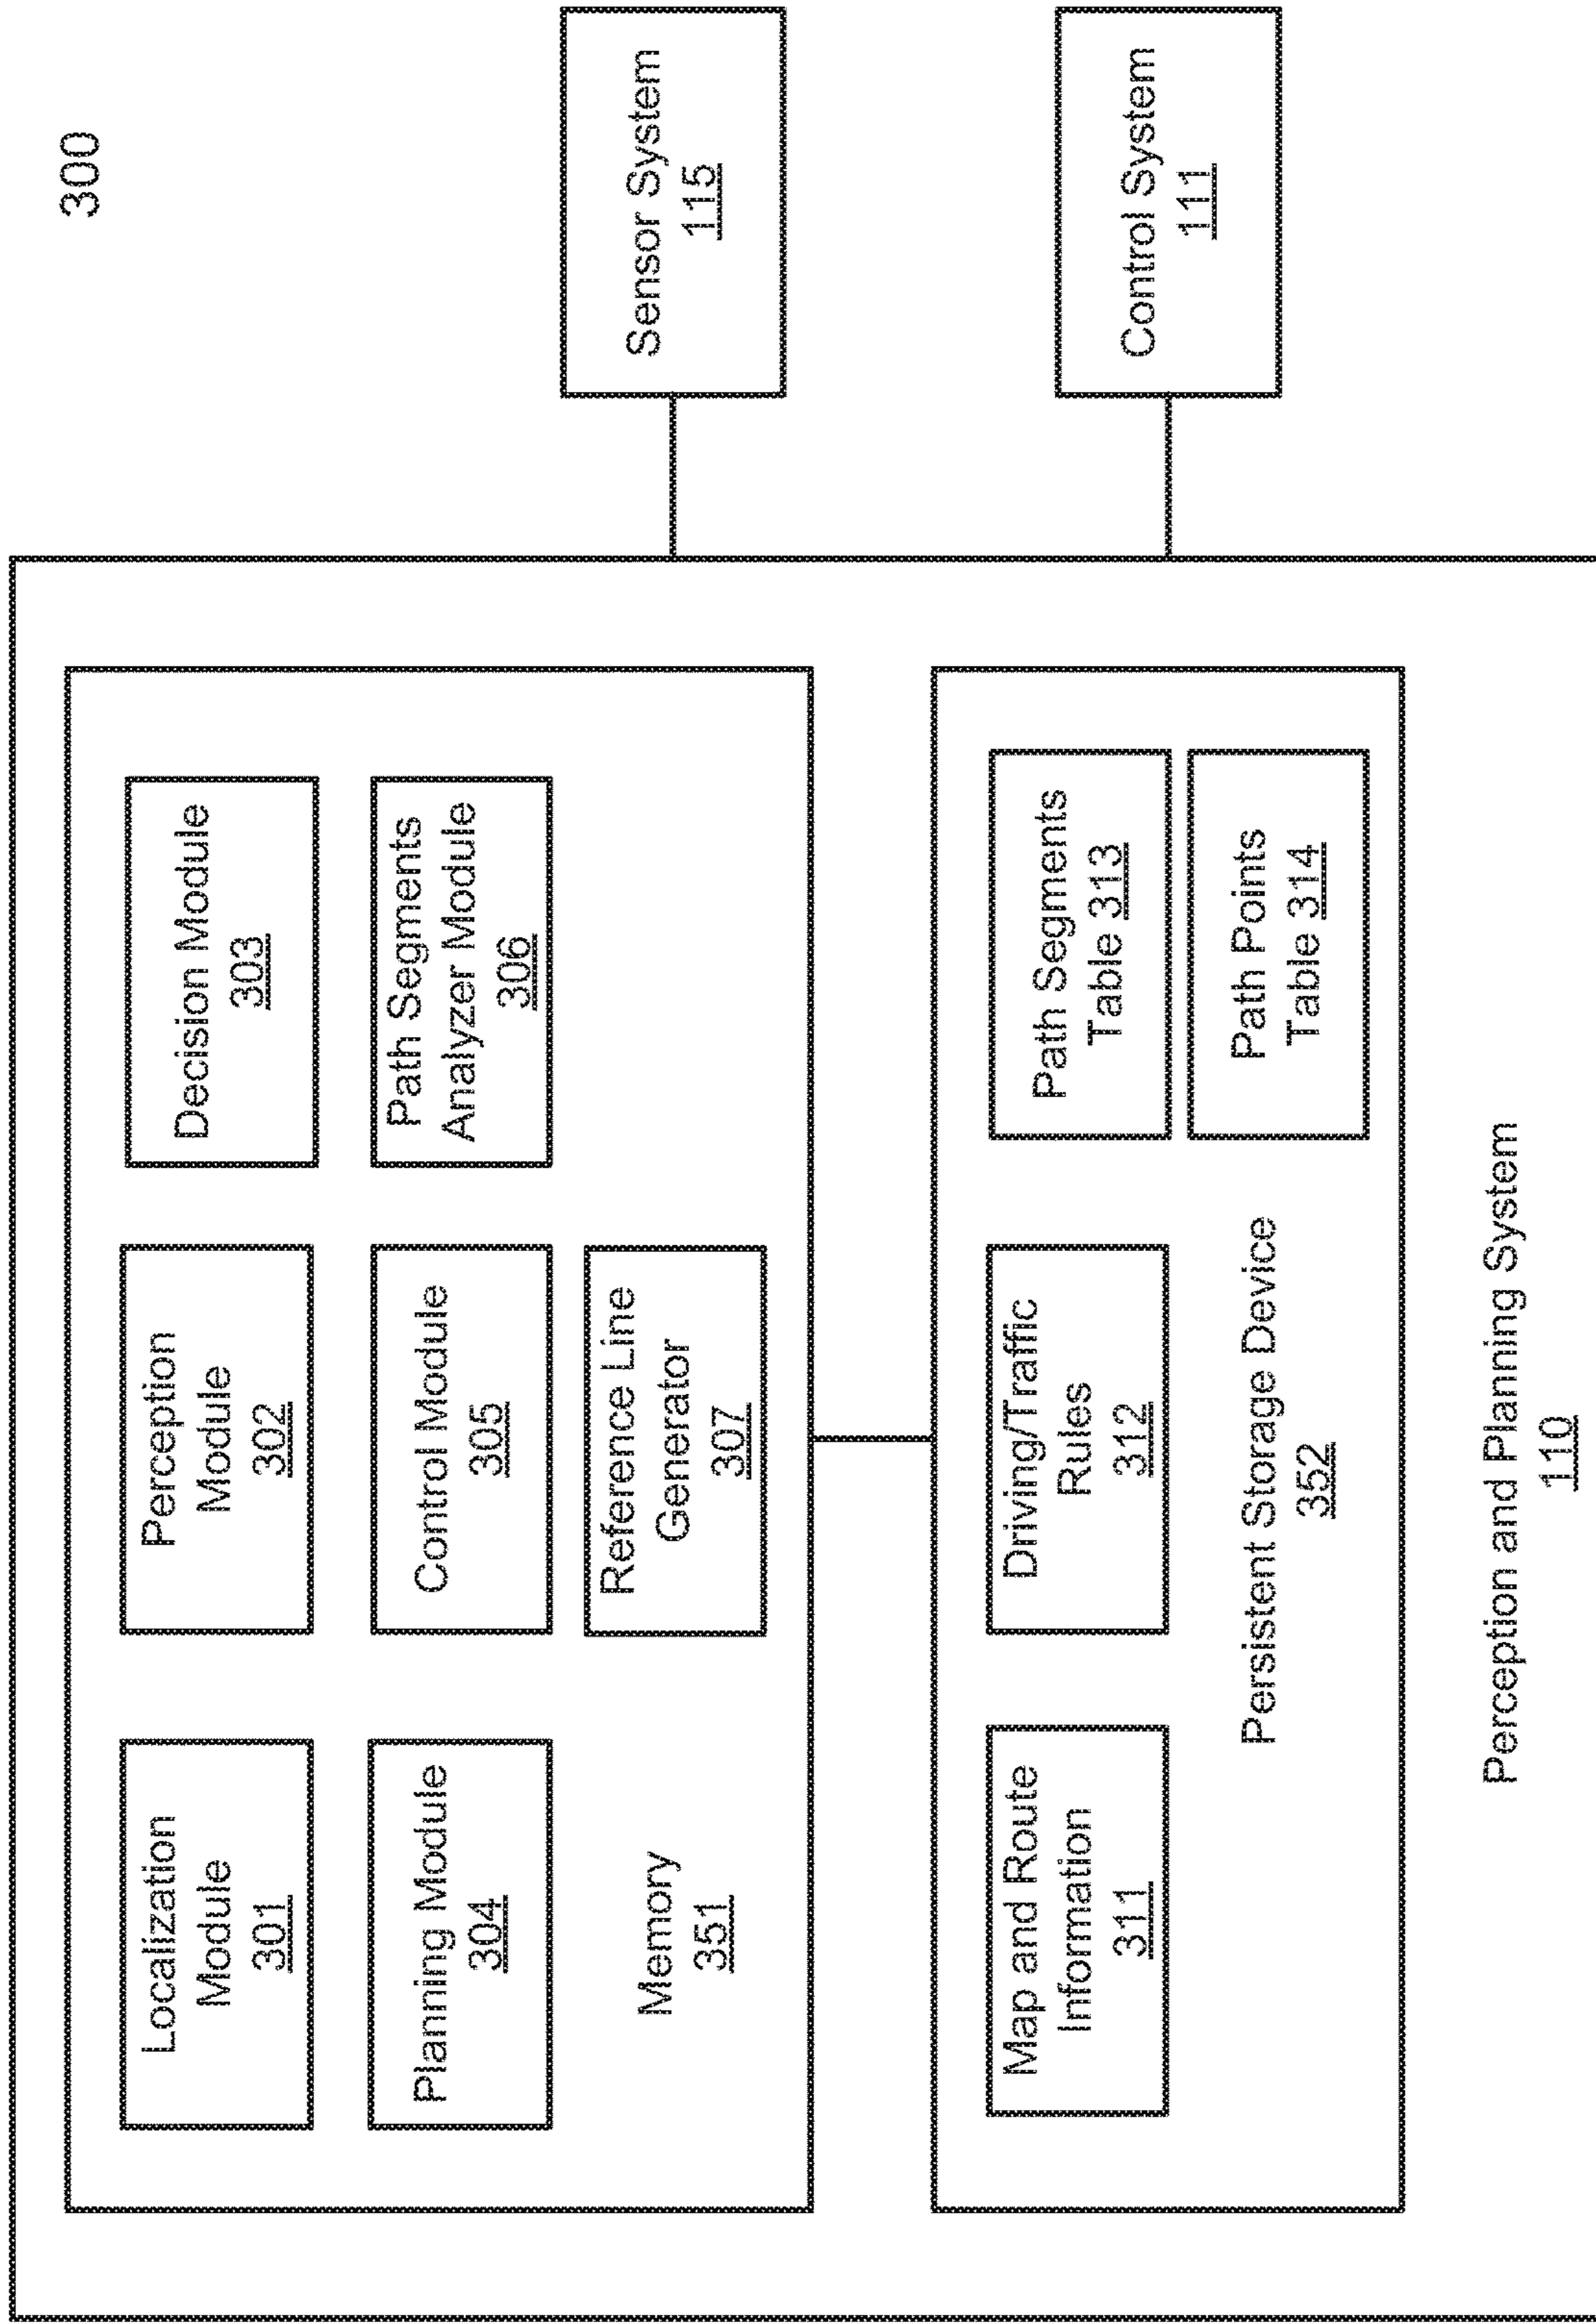 300
Localization
Module
301
Perception
Module
302
Decision Module
303
Planning Module
304
Control Module
305
Path Segments
Analyzer Module
306
Memory
351
Reference Line
Generator
307
Sensor System
115
Map and Route
Information
311
Driving/Traffic
Rules
312
Path Segments
Table 313
Path Points
Table 314
Persistent Storage Device
352
Control System
111
Perception and Planning System
110